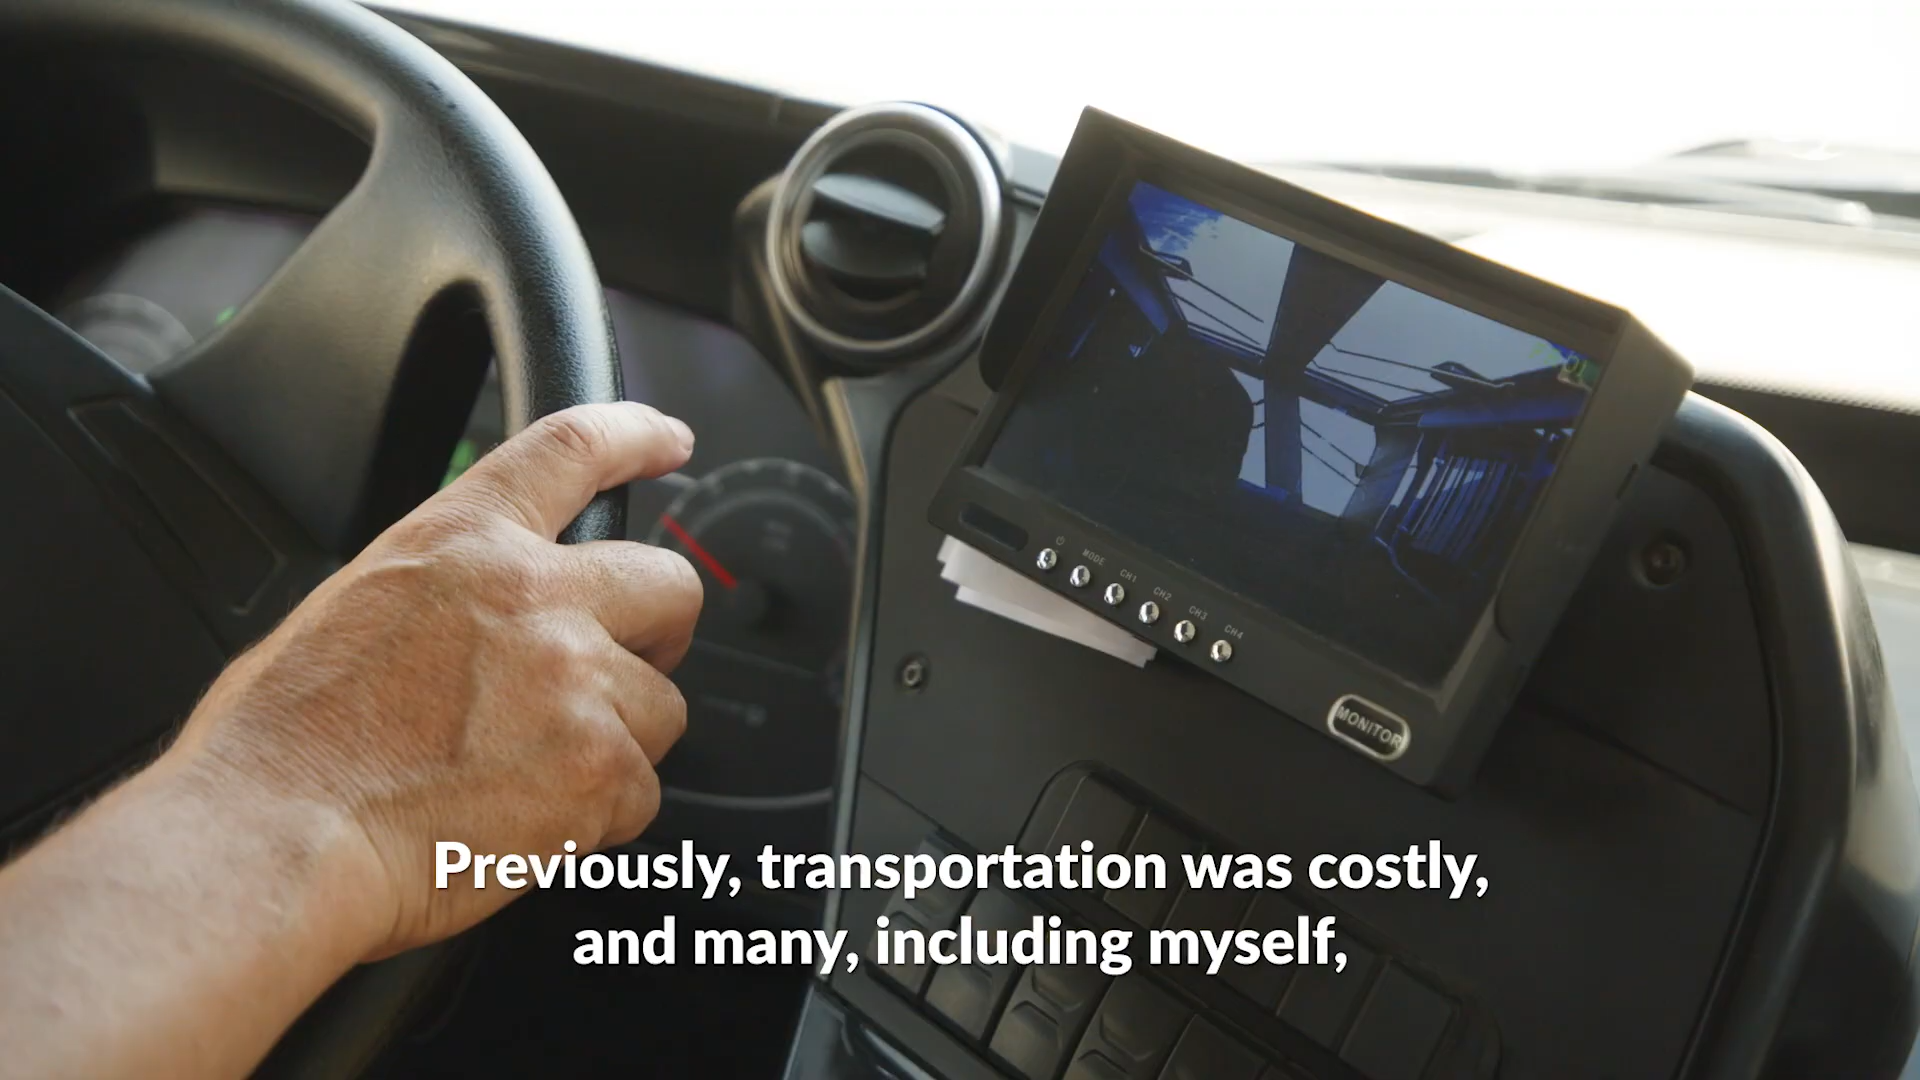 MODE
CH1
CH2
CH3
CH4
MONITOR
Previously, transportation was costly,
and many, including myself,